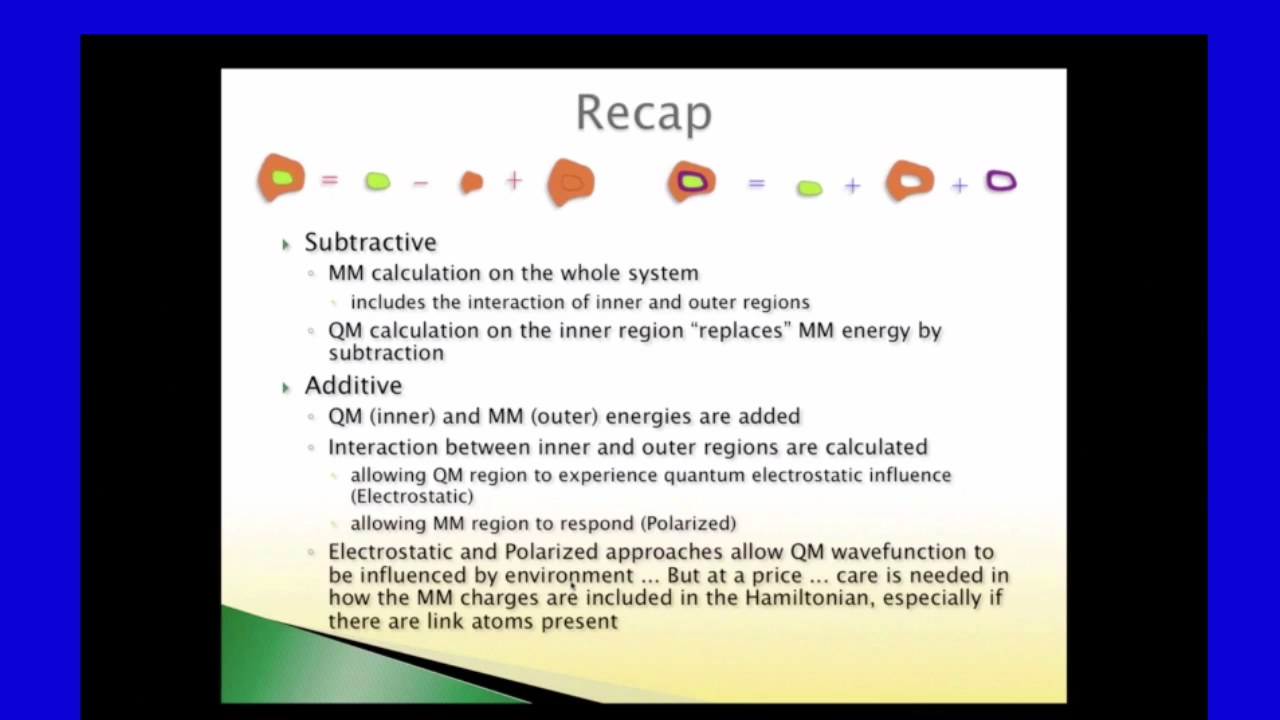 Recap
= − + = + +
Subtractive
MM calculation on the whole system
includes the interaction of inner and outer regions
QM calculation on the inner region “replaces” MM energy by
subtraction
Additive
QM (inner) and MM (outer) energies are added
Interaction between inner and outer regions are calculated
allowing QM region to experience quantum electrostatic influence
(Electrostatic)
allowing MM region to respond (Polarized)
Electrostatic and Polarized approaches allow QM wavefunction to
be influenced by environment ... But at a price ... care is needed in
how the MM charges are included in the Hamiltonian, especially if
there are link atoms present